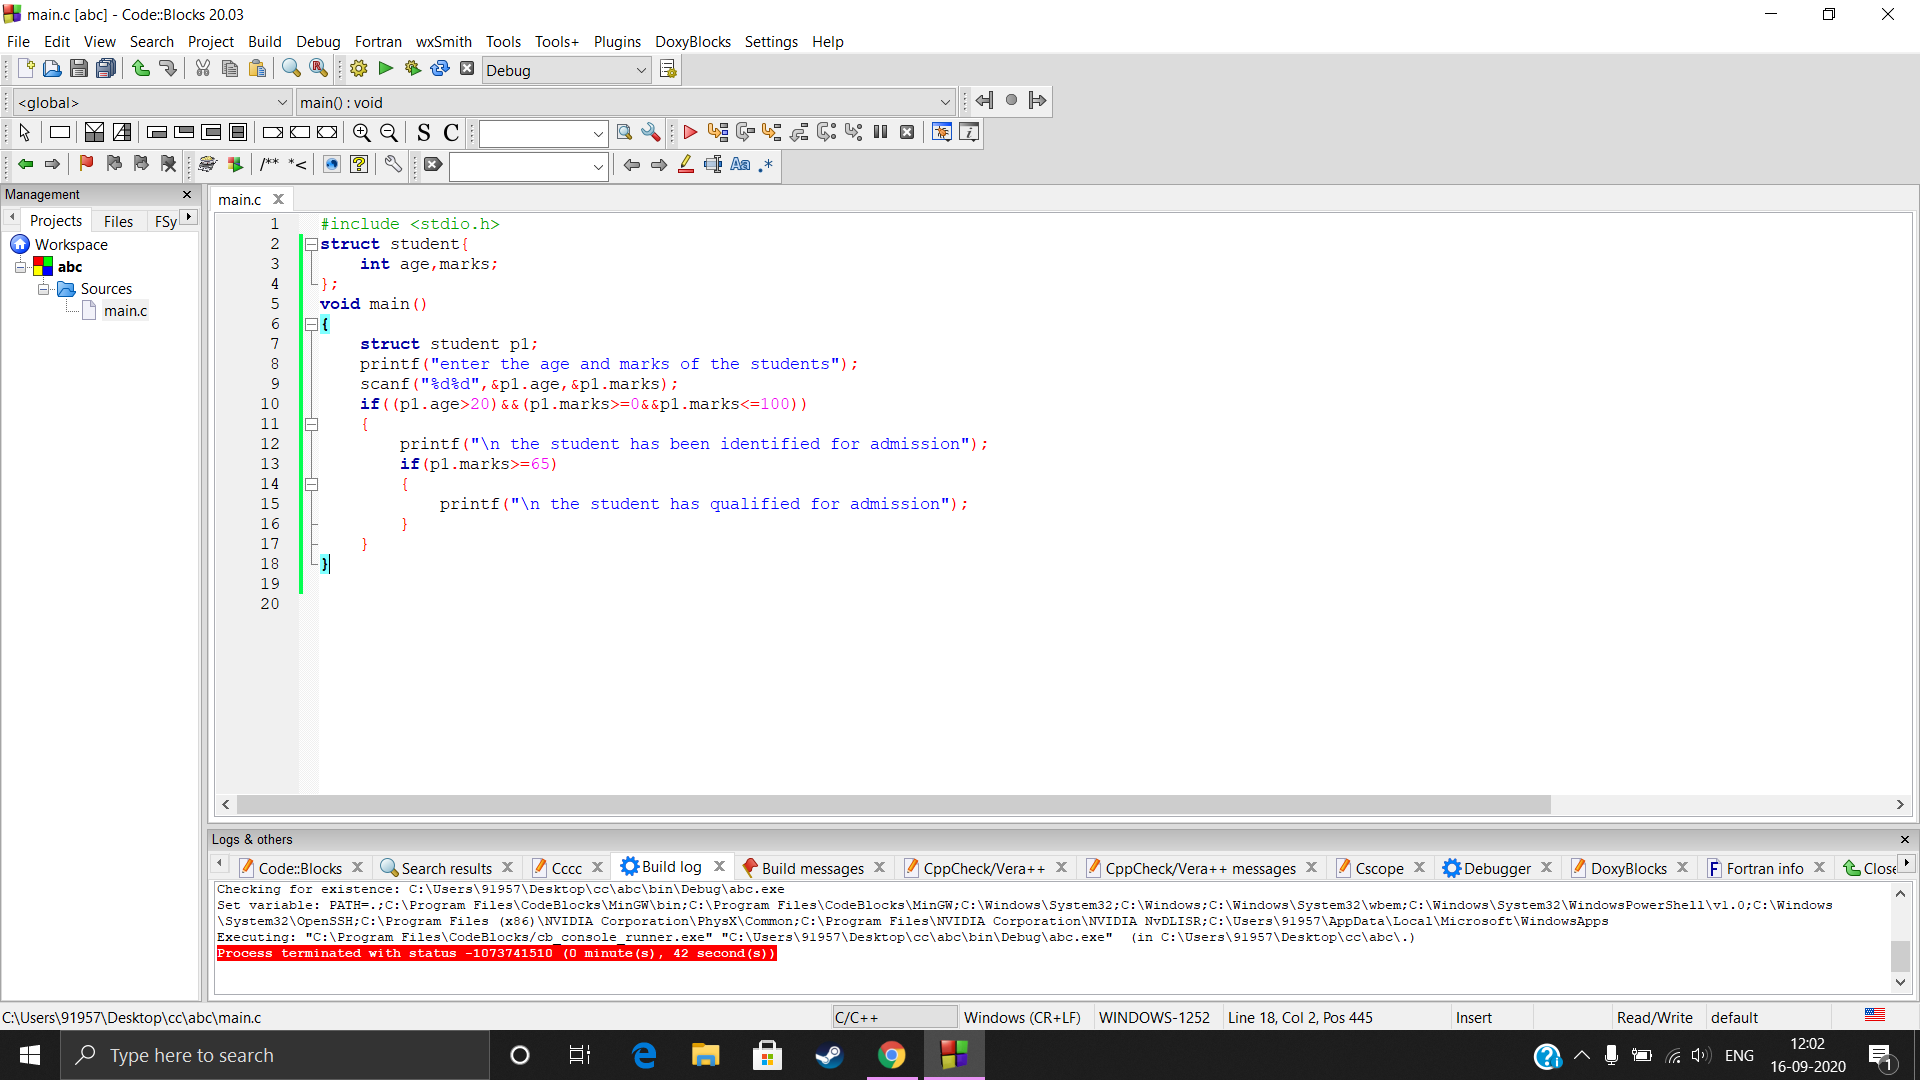 main.c [abc] - Code::Blocks 20.03
File Edit View Search Project Build Debug Fortran wxSmith Tools Tools+ Plugins DoxyBlocks Settings Help
Debug
<global> main() : void
S C
/** *<
Aa .*
Management
Projects Files FSy
Workspace
abc
Sources
main.c
main.c
1 #include <stdio.h>
2 struct student{
3 int age,marks;
4 };
5 void main()
6 {
7 struct student p1;
8 printf("enter the age and marks of the students");
9 scanf("%d%d",&p1.age,&p1.marks);
10 if((p1.age>20)&&(p1.marks>=0&&p1.marks<=100))
11 {
12 printf("\n the student has been identified for admission");
13 if(p1.marks>=65)
14 {
15 printf("\n the student has qualified for admission");
16 }
17 }
18 }
19
20
Logs & others
Code::Blocks Search results Cccc Build log Build messages CppCheck/Vera++ CppCheck/Vera++ messages Cscope Debugger DoxyBlocks Fortran info Close
Checking for existence: C:\Users\91957\Desktop\cc\abc\bin\Debug\abc.exe
Set variable: PATH=.;C:\Program Files\CodeBlocks\MinGW\bin;C:\Program Files\CodeBlocks\MinGW;C:\Windows\System32;C:\Windows;C:\Windows\System32\wbem;C:\Windows\System32\WindowsPowerShell\v1.0;C:\Windows
\System32\OpenSSH;C:\Program Files (x86)\NVIDIA Corporation\PhysX\Common;C:\Program Files\NVIDIA Corporation\NVIDIA NvDLISR;C:\Users\91957\AppData\Local\Microsoft\WindowsApps
Executing: "C:\Program Files\CodeBlocks/cb_console_runner.exe" "C:\Users\91957\Desktop\cc\abc\bin\Debug\abc.exe" (in C:\Users\91957\Desktop\cc\abc\.)
Process terminated with status -1073741510 (0 minute(s), 42 second(s))
C:\Users\91957\Desktop\cc\abc\main.c C/C++ Windows (CR+LF) WINDOWS-1252 Line 18, Col 2, Pos 445 Insert Read/Write default
Type here to search
ENG
12:02
16-09-2020
1